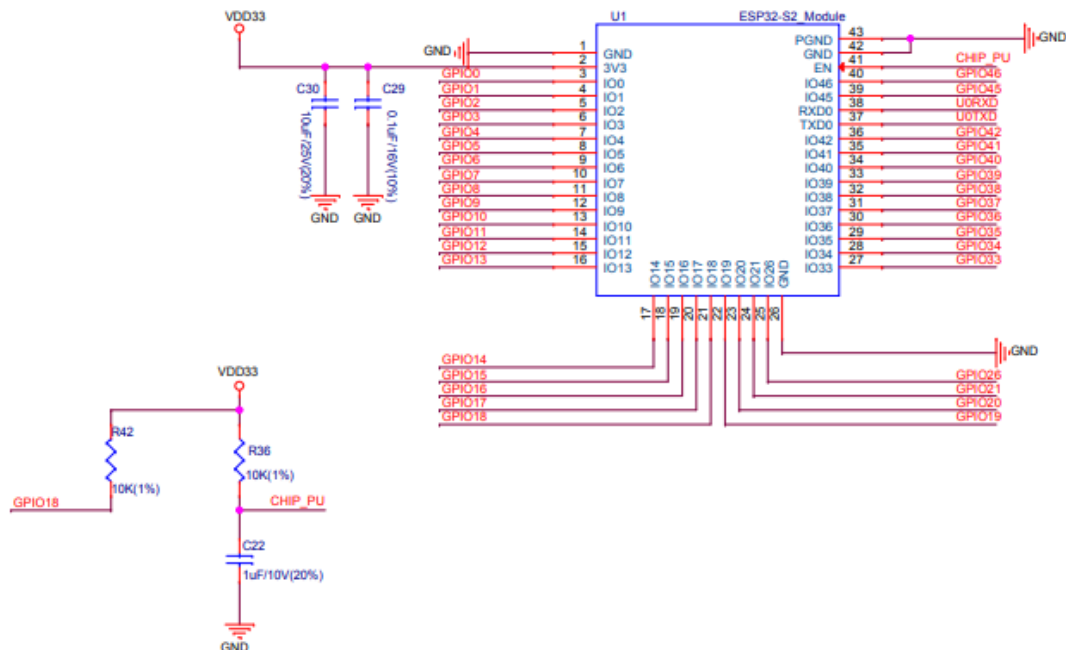 VDD33
U1 ESP32-S2_Module
GND 1 GND PGND 43 GND
2 3V3 GND 42
GPIO0 3 IO0 EN 41 CHIP_PU
GPIO1 4 IO1 IO46 40 GPIO46
GPIO2 5 IO2 IO45 39 GPIO45
GPIO3 6 IO3 RXD0 38 U0RXD
GPIO4 7 IO4 TXD0 37 U0TXD
GPIO5 8 IO5 IO42 36 GPIO42
GPIO6 9 IO6 IO41 35 GPIO41
GPIO7 10 IO7 IO40 34 GPIO40
GPIO8 11 IO8 IO39 33 GPIO39
GPIO9 12 IO9 IO38 32 GPIO38
GPIO10 13 IO10 IO37 31 GPIO37
GPIO11 14 IO11 IO36 30 GPIO36
GPIO12 15 IO12 IO35 29 GPIO35
GPIO13 16 IO13 IO34 28 GPIO34
IO33 27 GPIO33
C30
10uF/25V(20%)
GND
C29
0.1uF/16V(10%)
GND
IO14 IO15 IO16 IO17 IO18 IO19 IO20 IO21 IO26 GND
17 18 19 20 21 22 23 24 25 26
GND
GPIO14
GPIO15 GPIO26
GPIO16 GPIO21
GPIO17 GPIO20
GPIO18 GPIO19
VDD33
R42
10K(1%)
R36
10K(1%)
GPIO18
CHIP_PU
C22
1uF/10V(20%)
GND